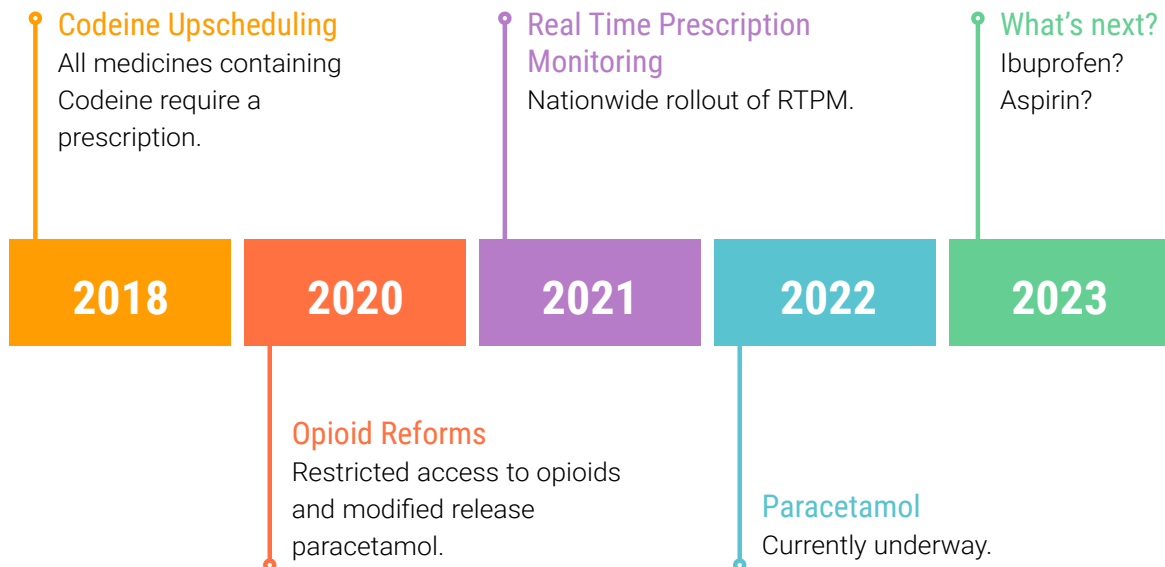 Codeine Upscheduling
All medicines containing
Codeine require a
prescription.
Real Time Prescription
Monitoring
Nationwide rollout of RTPM.
What’s next?
Ibuprofen?
Aspirin?
2018
2020
2021
2022
2023
Opioid Reforms
Restricted access to opioids
and modified release
paracetamol.
Paracetamol
Currently underway.